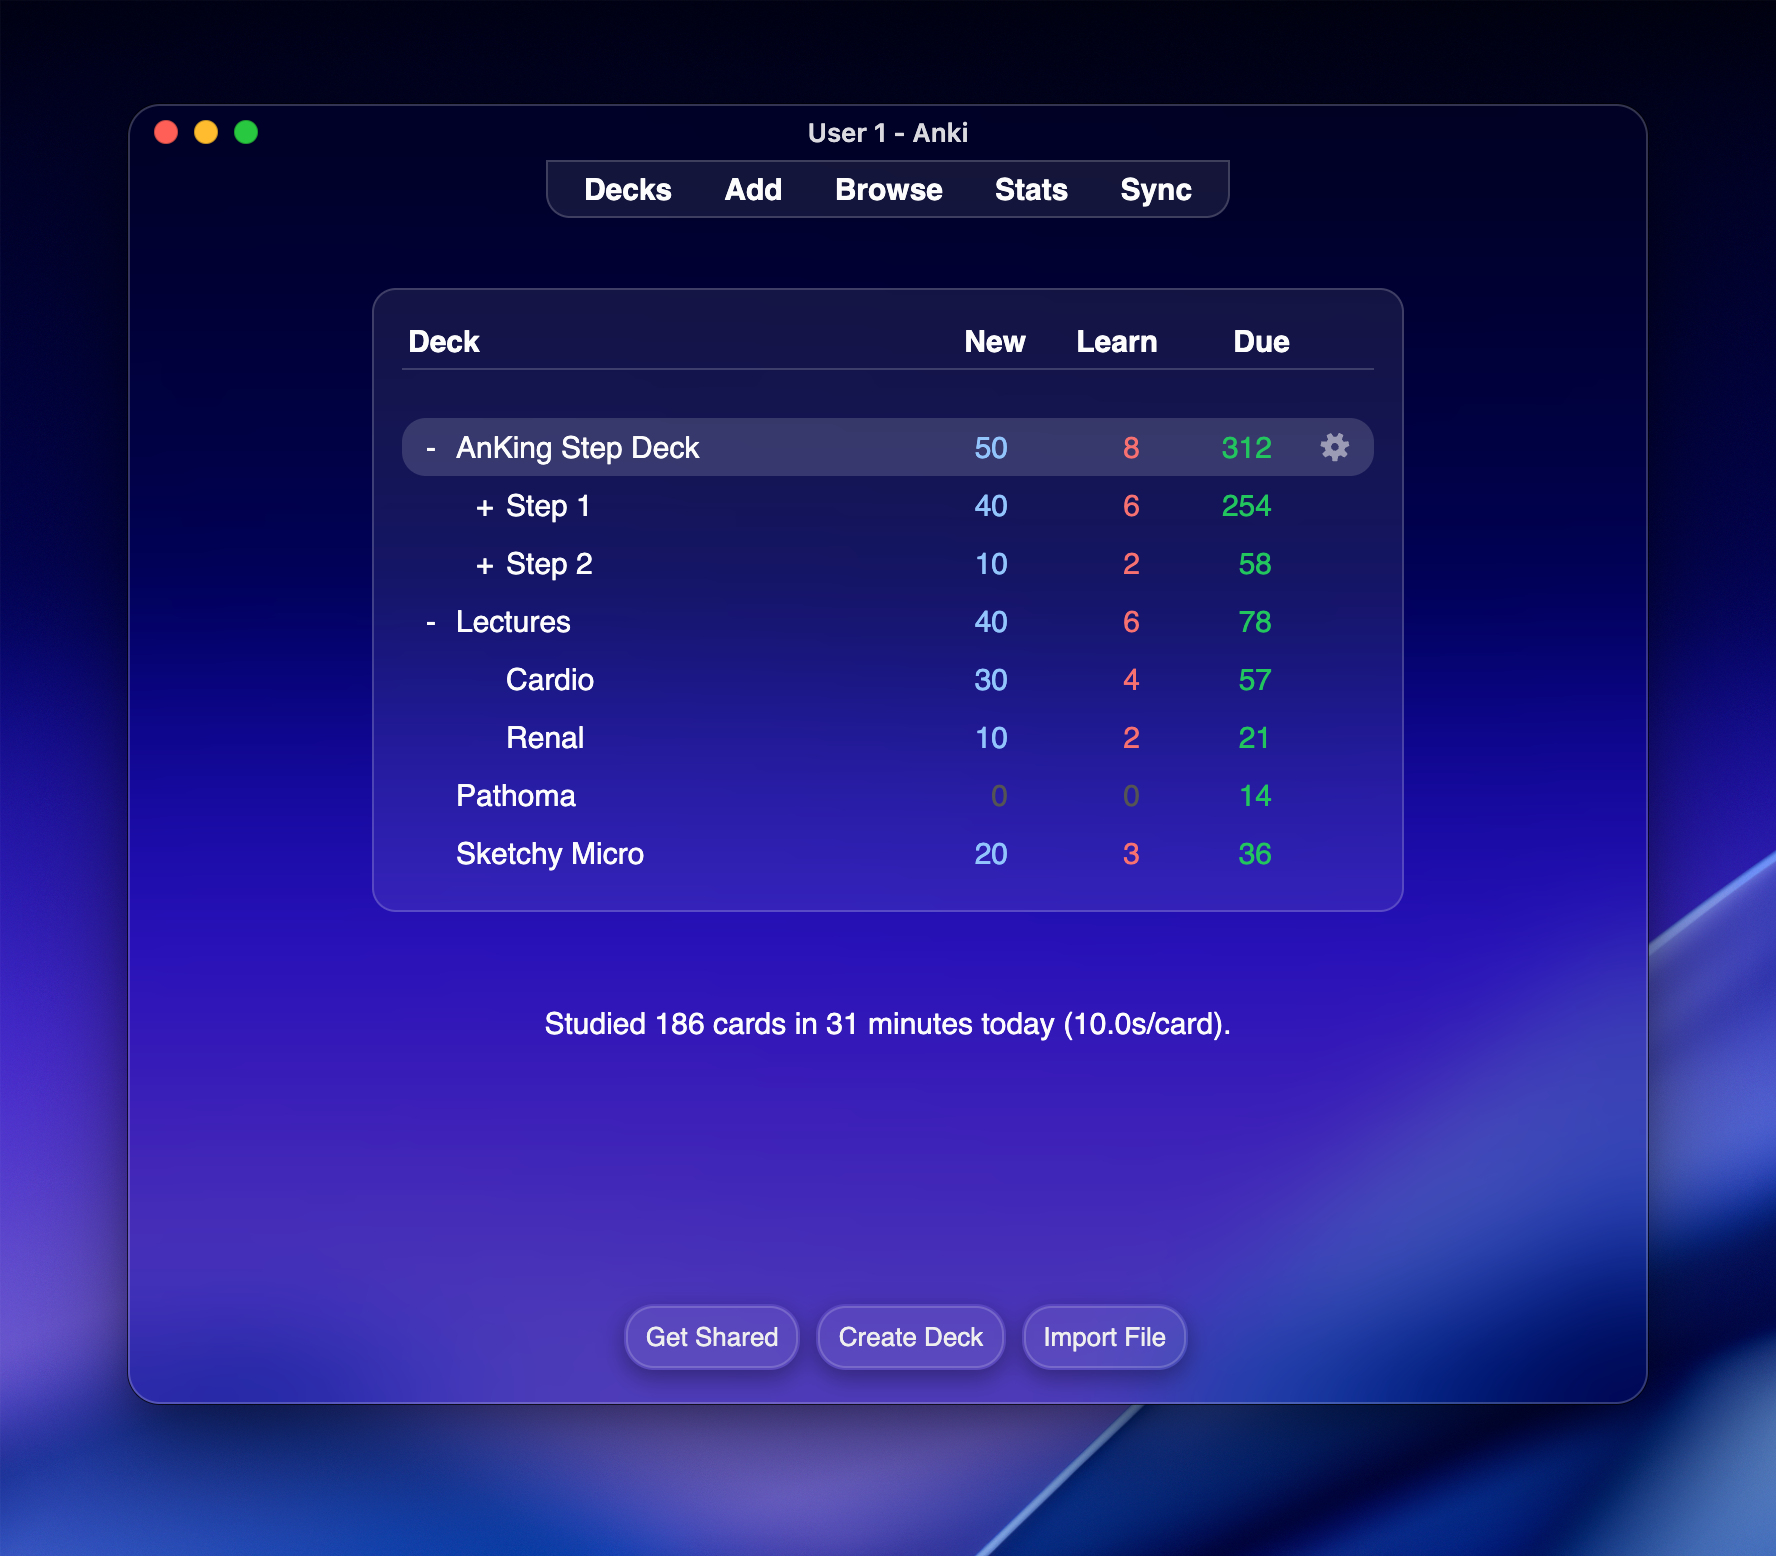 User 1 - Anki
Decks Add Browse Stats Sync
Deck New Learn Due
- AnKing Step Deck 50 8 312
+ Step 1 40 6 254
+ Step 2 10 2 58
- Lectures 40 6 78
Cardio 30 4 57
Renal 10 2 21
Pathoma 0 0 14
Sketchy Micro 20 3 36
Studied 186 cards in 31 minutes today (10.0s/card).
Get Shared Create Deck Import File